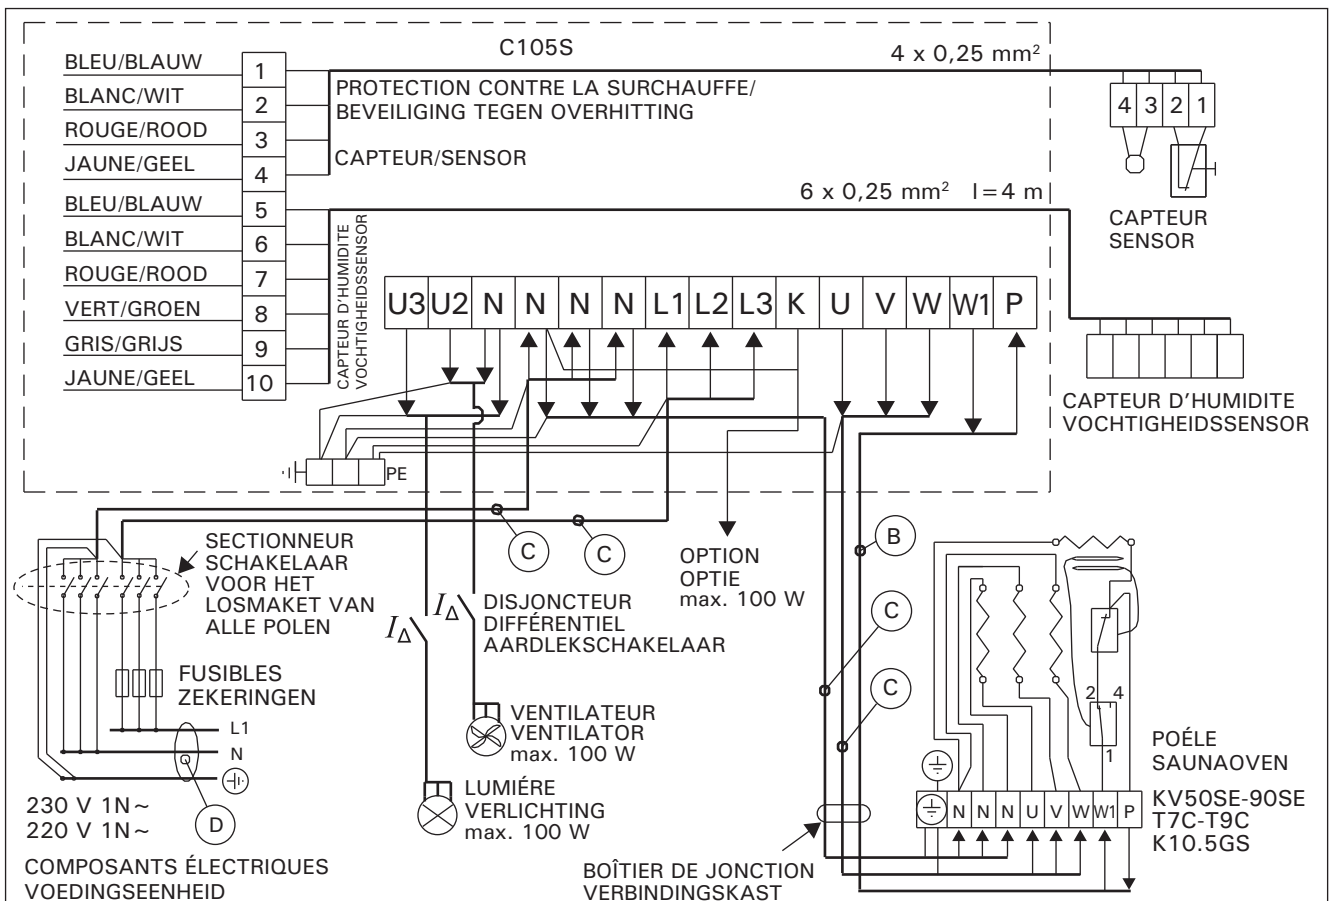 C105S
4 x 0,25 mm²
BLEU/BLAUW 1
BLANC/WIT 2
ROUGE/ROOD 3
JAUNE/GEEL 4
BLEU/BLAUW 5
BLANC/WIT 6
ROUGE/ROOD 7
VERT/GROEN 8
GRIS/GRIJS 9
JAUNE/GEEL 10
PROTECTION CONTRE LA SURCHAUFFE/
BEVEILIGING TEGEN OVERHITTING
CAPTEUR/SENSOR
4 3 2 1
CAPTEUR
SENSOR
6 x 0,25 mm² l=4 m
CAPTEUR D'HUMIDITE
VOCHTIGHEIDSSENSOR
U3 U2 N N N N L1 L2 L3 K U V W W1 P
CAPTEUR D'HUMIDITE
VOCHTIGHEIDSSENSOR
PE
SECTIONNEUR
SCHAKELAAR
VOOR HET
LOSMAKET VAN
ALLE POLEN
C
C
OPTION
OPTIE
max. 100 W
B
C
C
IΔ
IΔ
DISJONCTEUR
DIFFÉRENTIEL
AARDLEKSCHAKELAAR
FUSIBLES
ZEKERINGEN
L1
N
D
230 V 1N~
220 V 1N~
COMPOSANTS ÉLECTRIQUES
VOEDINGSEENHEID
VENTILATEUR
VENTILATOR
max. 100 W
LUMIÉRE
VERLICHTING
max. 100 W
BOÎTIER DE JONCTION
VERBINDINGSKAST
2 4
1
N N N U V W W1 P
POÉLE
SAUNAOVEN
KV50SE-90SE
T7C-T9C
K10.5GS